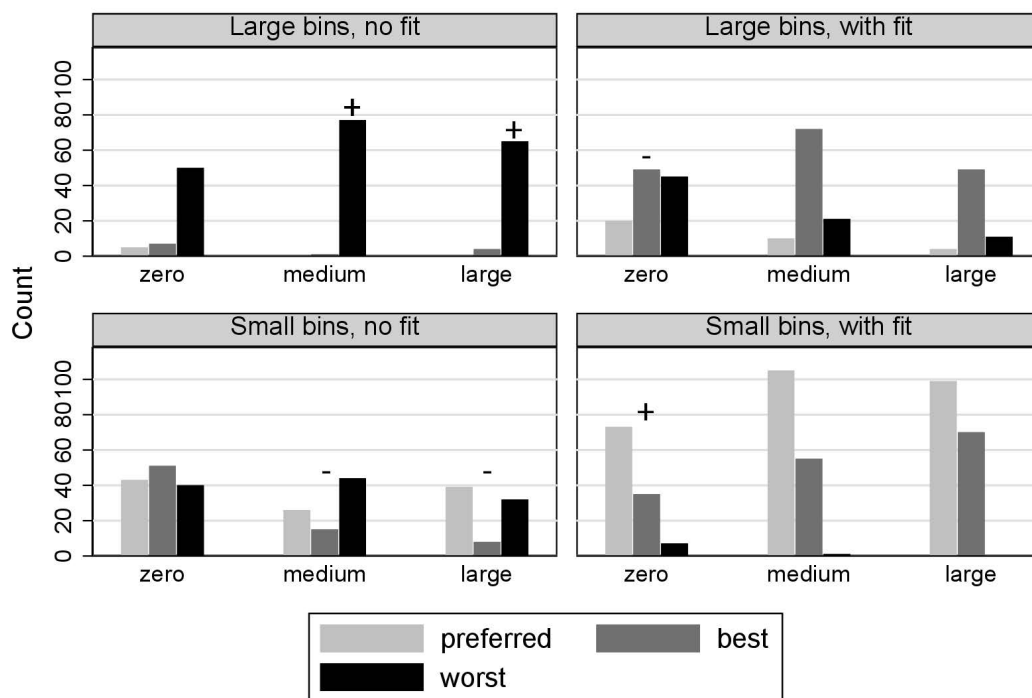 Large bins, no fit
Large bins, with fit
0 20 40 60 80 100
+
+
-
zero medium large
zero medium large
Count
Small bins, no fit
Small bins, with fit
0 20 40 60 80 100
-
-
+
zero medium large
zero medium large
preferred best
worst